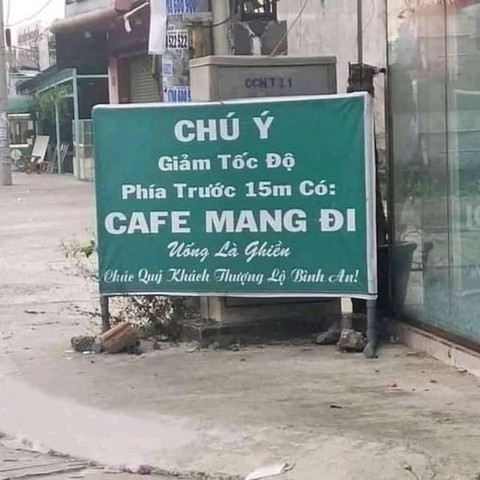 CHÚ Ý
Giảm Tốc Độ
Phía Trước 15m Có:
CAFE MANG ĐI
Uống Là Ghiền
Chúc Quý Khách Thượng Lộ Bình An!